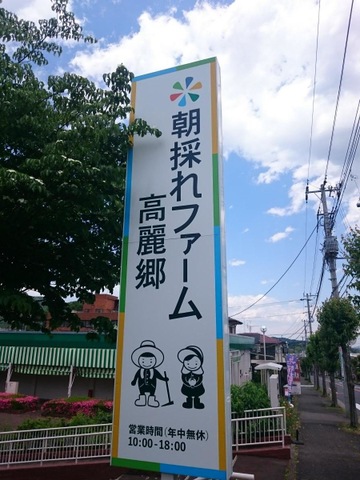 朝採れファーム
高麗郷
営業時間(年中無休)
10:00-18:00